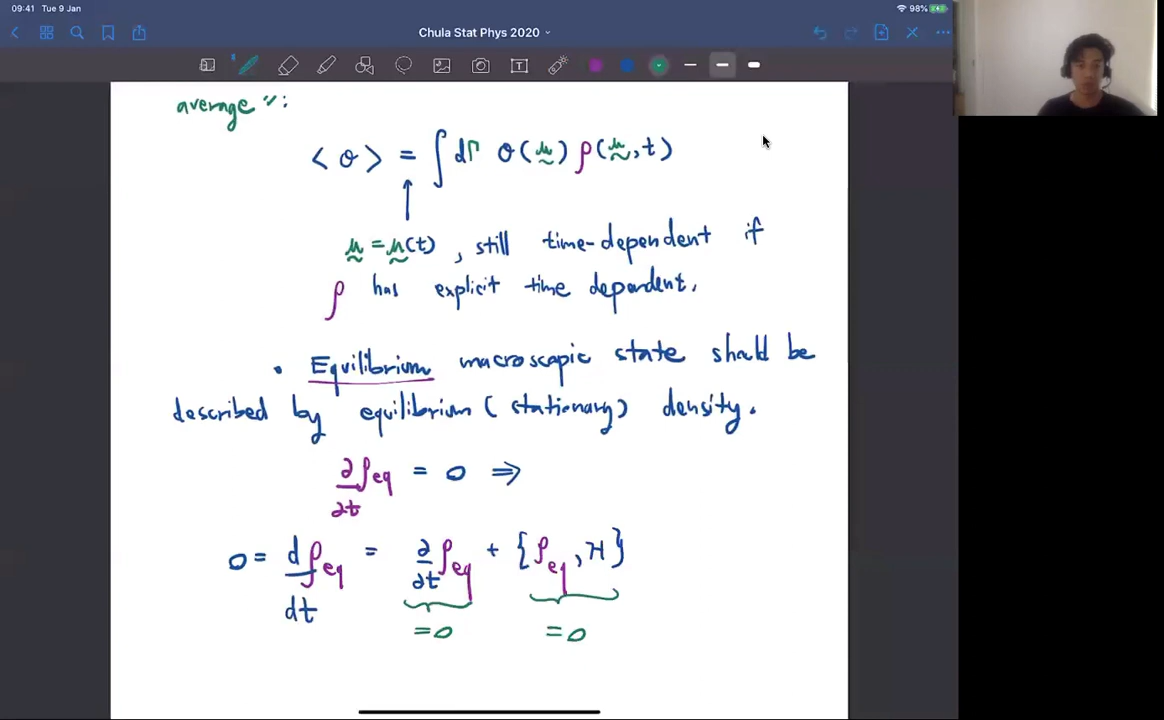 09:41 Tue 9 Jan
98%
Chula Stat Phys 2020
average":
< O > = ∫ dΓ O(μ) ρ(μ, t)
μ = μ(t), still time-dependent if
ρ has explicit time dependent.
• Equilibrium macroscopic state should be
described by equilibrium (stationary) density.
∂/∂t ρeq = 0 ⇒
0 = d/dt ρeq = ∂/∂t ρeq + {ρeq, H}
=0 =0